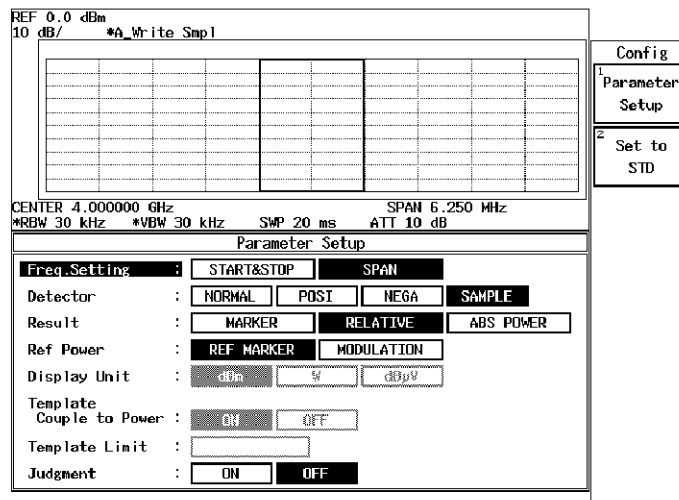 REF 0.0 dBm
10 dB/ *A_Write Smpl
CENTER 4.000000 GHz SPAN 6.250 MHz
*RBW 30 kHz *VBW 30 kHz SWP 20 ms ATT 10 dB
Parameter Setup
Freq.Setting : START&STOP SPAN
Detector : NORMAL POSI NEGA SAMPLE
Result : MARKER RELATIVE ABS POWER
Ref Power : REF MARKER MODULATION
Display Unit : dBm W dBμV
Template
Couple to Power : ON OFF
Template Limit :
Judgment : ON OFF
Config
1
Parameter
Setup
2
Set to
STD